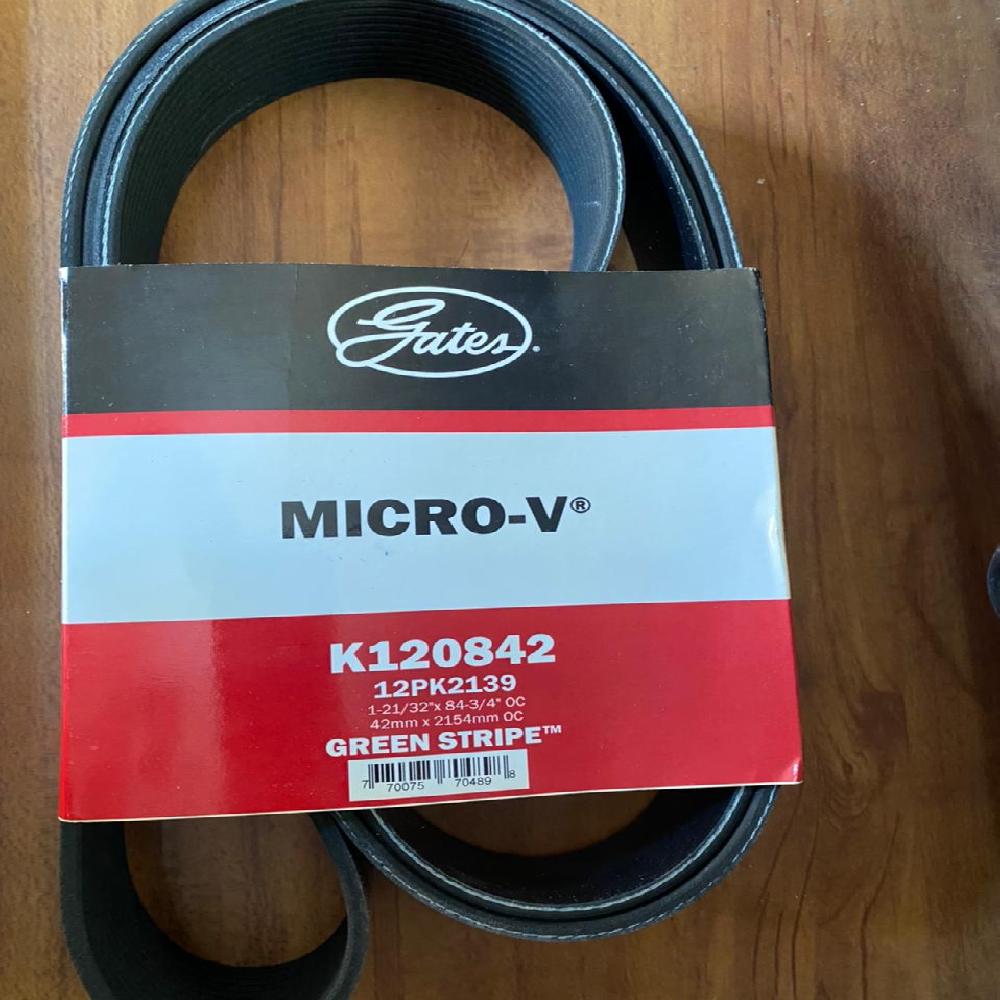 Gates.
MICRO-V®
K120842
12PK2139
1-21/32"x 84-3/4" OC
42mm x 2154mm OC
GREEN STRIPE™
7 70075 70489 8